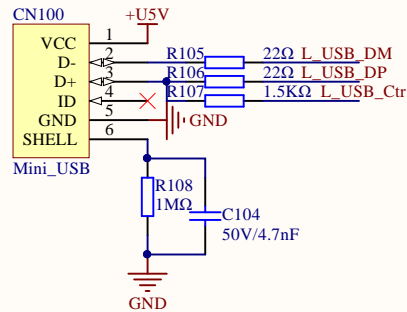 CN100
+U5V
VCC 1
D- 2 R105 22Ω L_USB_DM
D+ 3 R106 22Ω L_USB_DP
ID 4 R107 1.5KΩ L_USB_Ctr
GND 5 GND
SHELL 6
Mini_USB
R108
1MΩ
C104
50V/4.7nF
GND